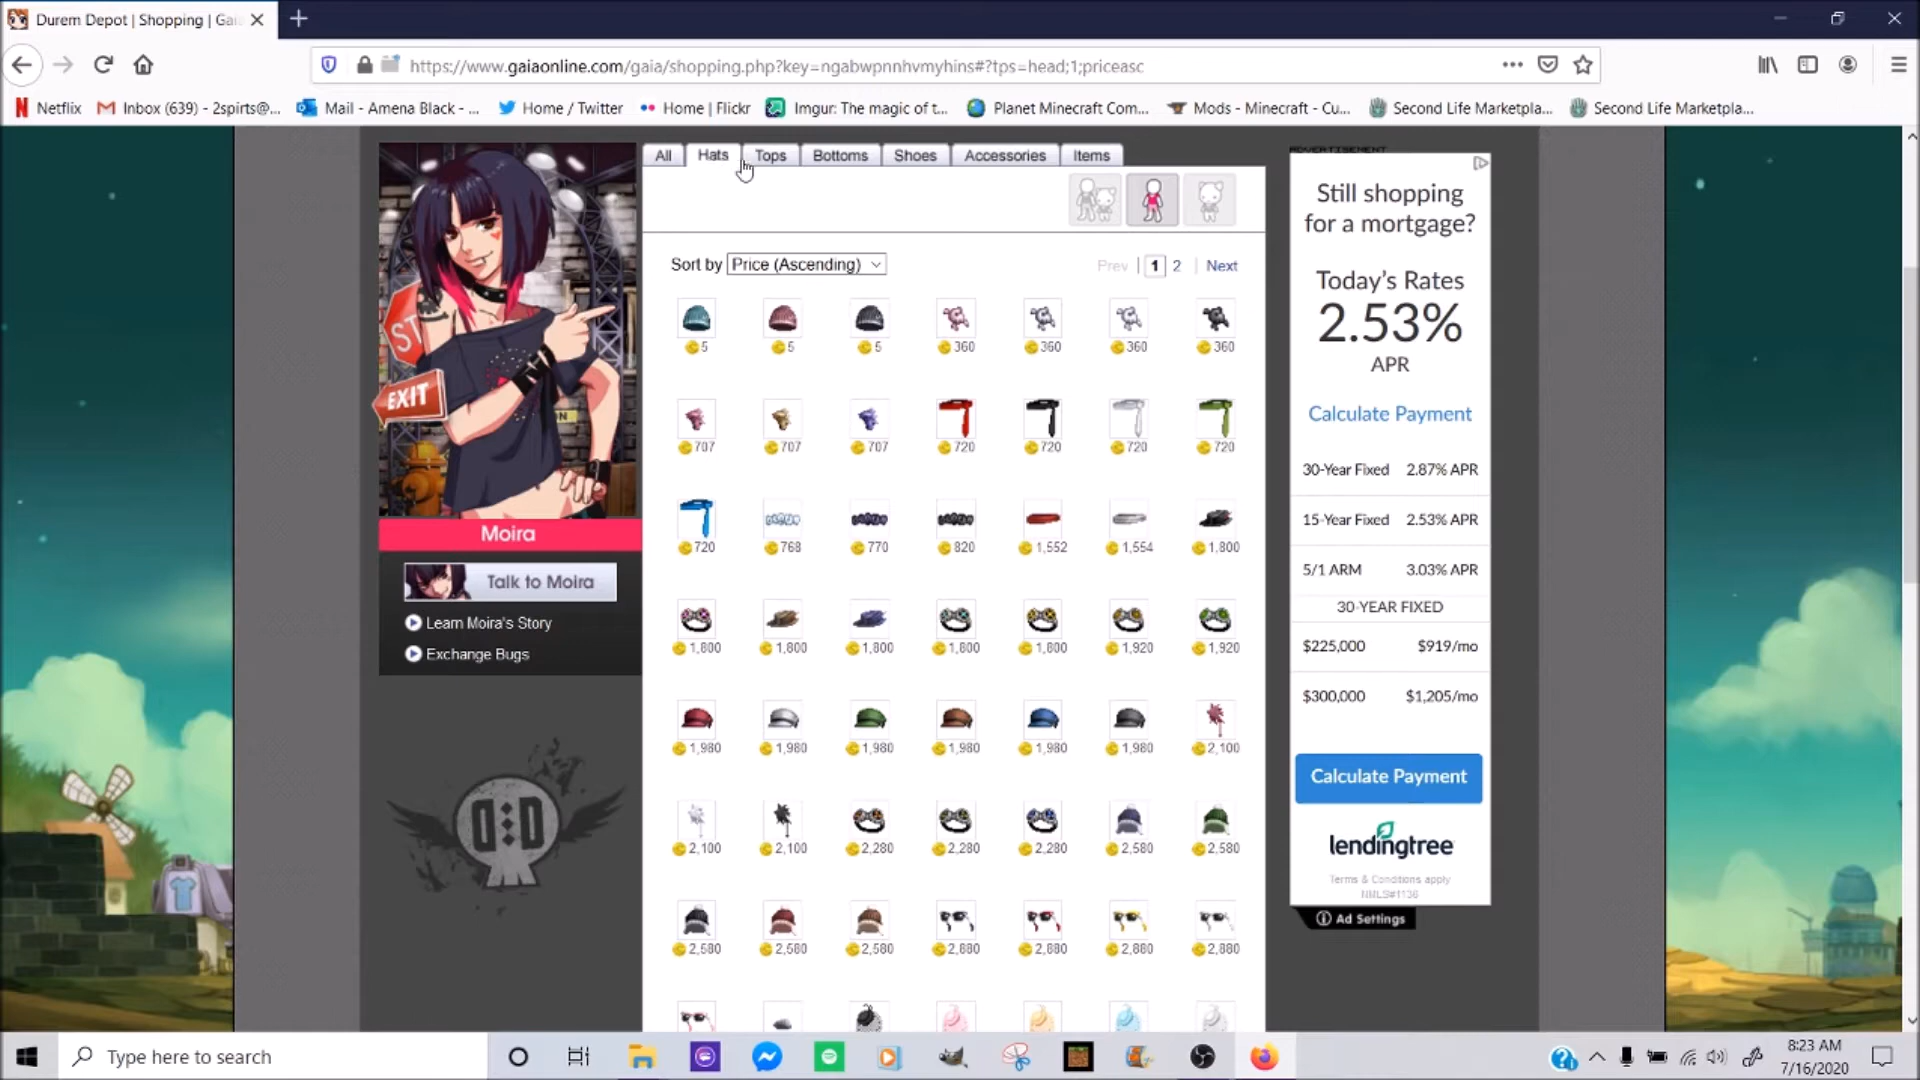 Durem Depot | Shopping | Gai
https://www.gaiaonline.com/gaia/shopping.php?key=ngabwpnnhvmyhins#?tps=head;1;priceasc
Netflix
Inbox (639) - 2spirts@...
Mail - Amena Black - ...
Home / Twitter
Home | Flickr
Imgur: The magic of t...
Planet Minecraft Com...
Mods - Minecraft - Cu...
Second Life Marketpla...
Second Life Marketpla...
All
Hats
Tops
Bottoms
Shoes
Accessories
Items
Sort by Price (Ascending)
Prev | 1 2 | Next
5 5 5 360 360 360 360
707 707 707 720 720 720 720
720 768 770 820 1,552 1,554 1,800
1,800 1,800 1,800 1,800 1,800 1,920 1,920
1,980 1,980 1,980 1,980 1,980 1,980 2,100
2,100 2,100 2,280 2,280 2,280 2,580 2,580
2,580 2,580 2,580 2,880 2,880 2,880 2,880
ST
EXIT
Moira
Talk to Moira
Learn Moira's Story
Exchange Bugs
D:D
ADVERTISEMENT
Still shopping
for a mortgage?
Today's Rates
2.53%
APR
Calculate Payment
30-Year Fixed 2.87% APR
15-Year Fixed 2.53% APR
5/1 ARM 3.03% APR
30-YEAR FIXED
$225,000 $919/mo
$300,000 $1,205/mo
Calculate Payment
lendingtree
Terms & Conditions apply
NMLS#1136
Ad Settings
Type here to search
8:23 AM
7/16/2020